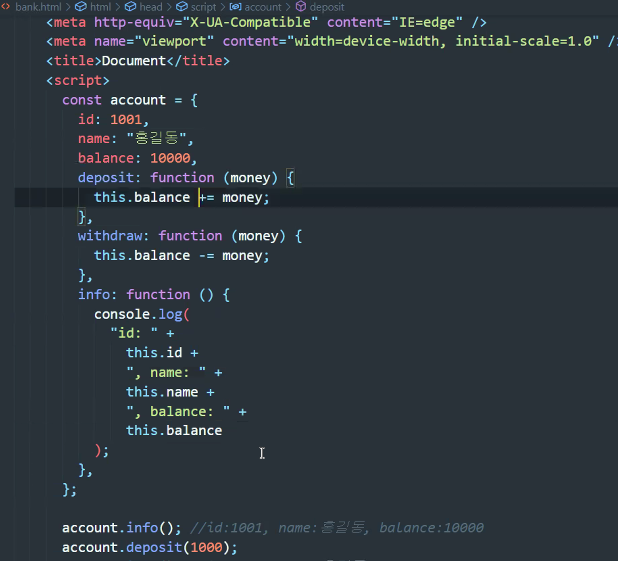 bank.html > html > head > script > account > deposit
<meta http-equiv="X-UA-Compatible" content="IE=edge" />
<meta name="viewport" content="width=device-width, initial-scale=1.0" /
<title>Document</title>
<script>
const account = {
id: 1001,
name: "홍길동",
balance: 10000,
deposit: function (money) {
this.balance += money;
},
withdraw: function (money) {
this.balance -= money;
},
info: function () {
console.log(
"id: " +
this.id +
", name: " +
this.name +
", balance: " +
this.balance
);
},
};
account.info(); //id:1001, name:홍길동, balance:10000
account.deposit(1000);